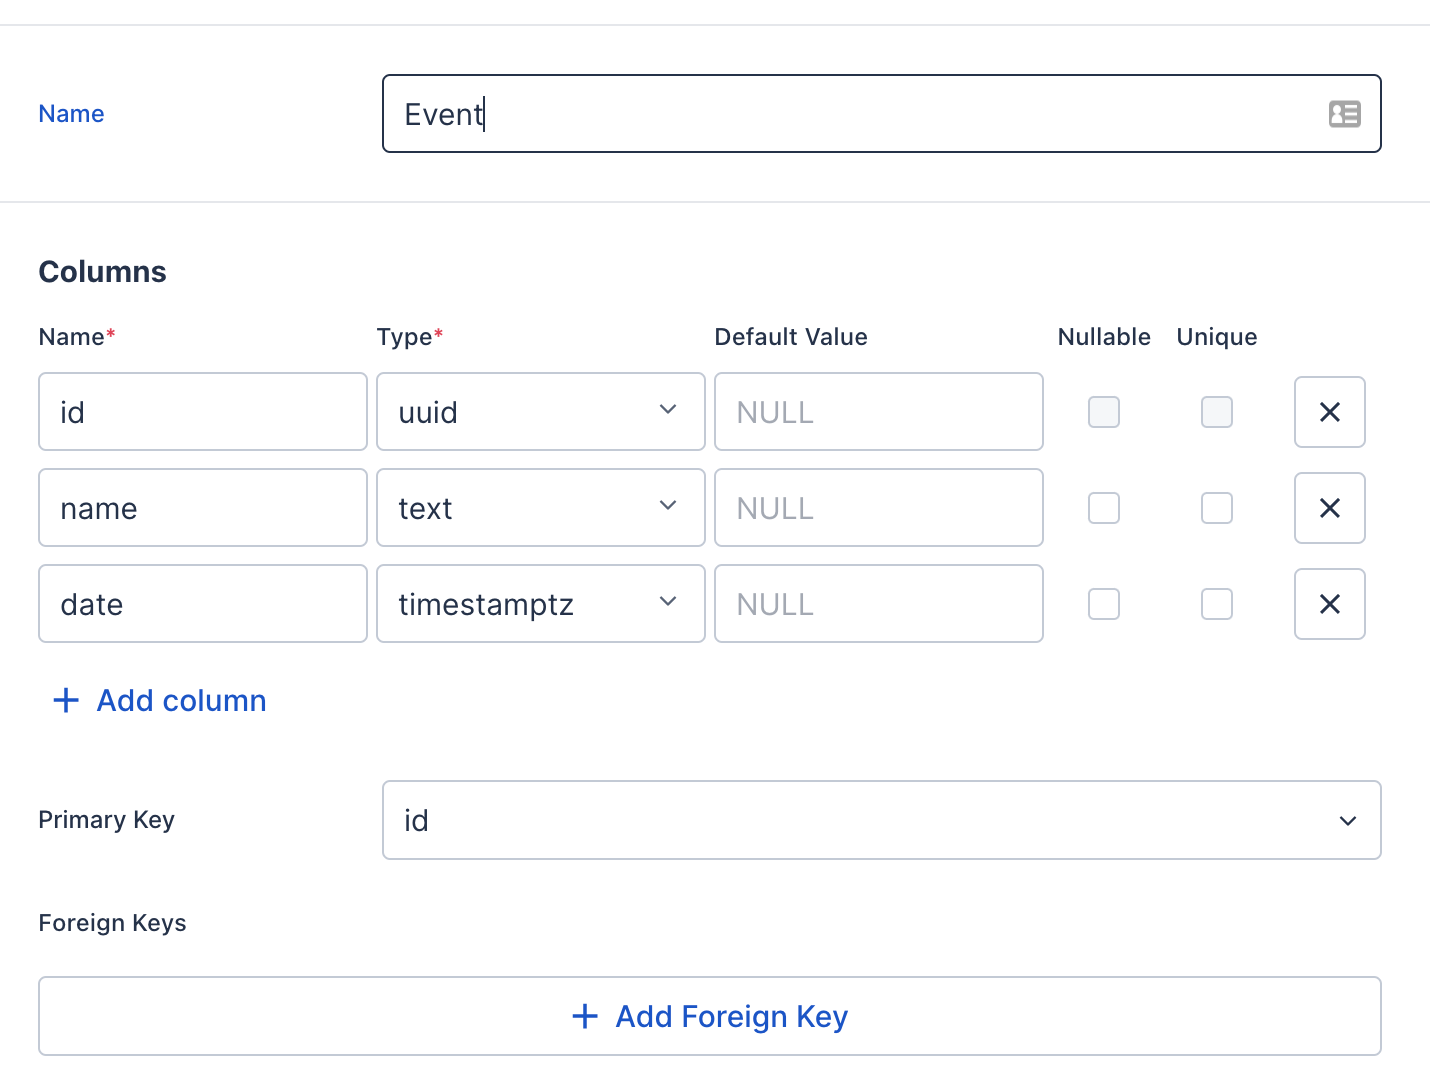 Name Event
Columns
Name* Type* Default Value Nullable Unique
id uuid NULL
name text NULL
date timestamptz NULL
+ Add column
Primary Key id
Foreign Keys
+ Add Foreign Key